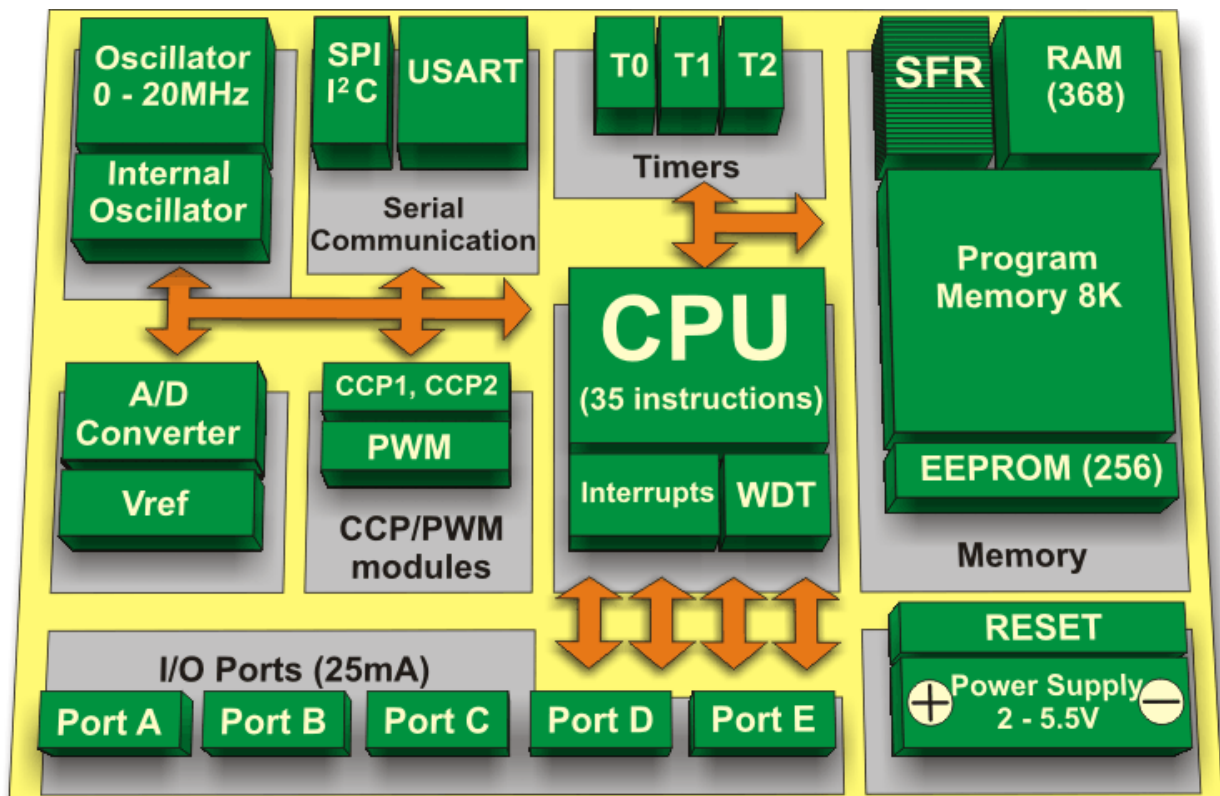 Oscillator
0 - 20MHz
Internal
Oscillator
SPI
I² C
USART
Serial
Communication
T0
T1
T2
Timers
SFR
RAM
(368)
Program
Memory 8K
EEPROM (256)
Memory
CPU
(35 instructions)
Interrupts
WDT
A/D
Converter
Vref
CCP1, CCP2
PWM
CCP/PWM
modules
I/O Ports (25mA)
Port A
Port B
Port C
Port D
Port E
RESET
+
Power Supply
2 - 5.5V
−